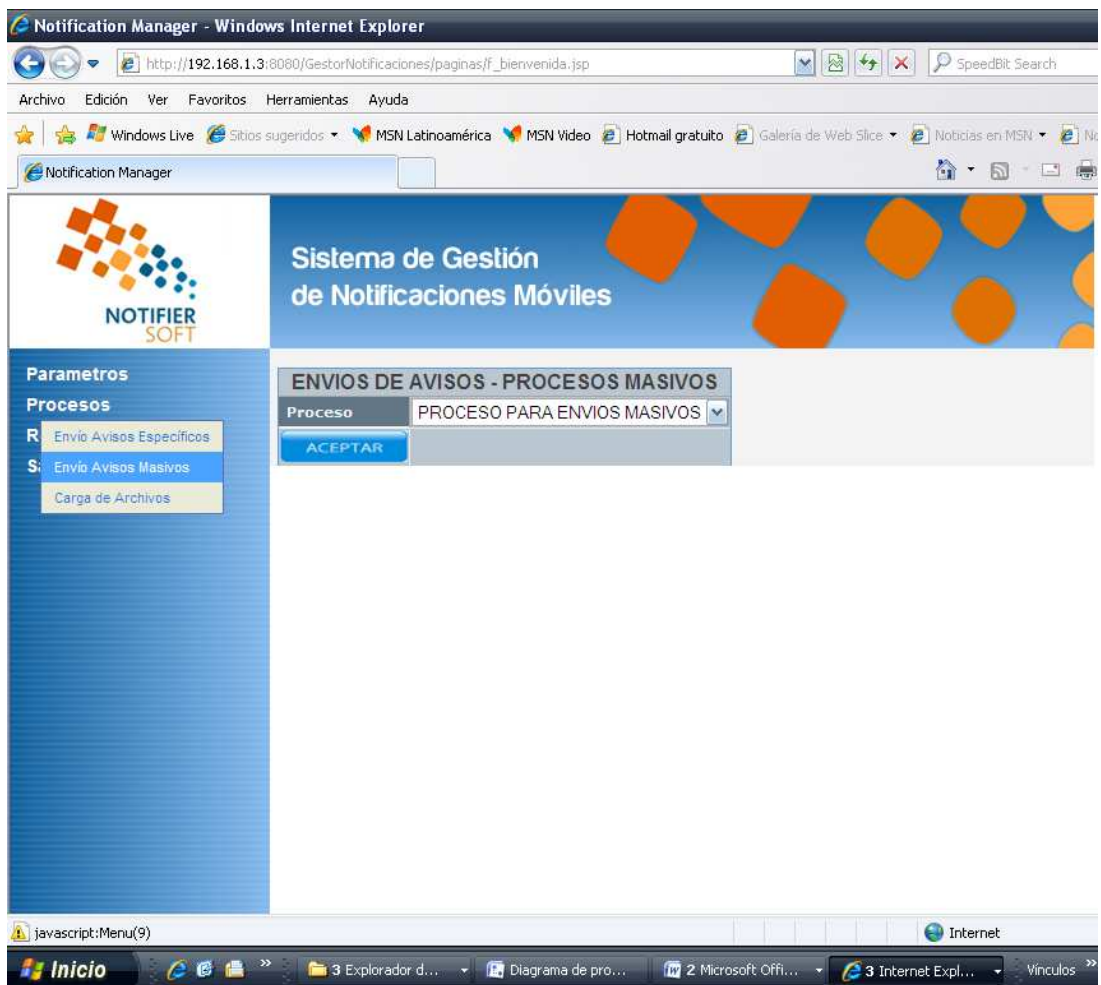 Notification Manager - Windows Internet Explorer
http://192.168.1.3:8080/GestorNotificaciones/paginas/f_bienvenida.jsp
SpeedBit Search
Archivo Edición Ver Favoritos Herramientas Ayuda
Windows Live Sitios sugeridos MSN Latinoamérica MSN Video Hotmail gratuito Galería de Web Slice Noticias en MSN
Notification Manager
NOTIFIER
SOFT
Sistema de Gestión
de Notificaciones Móviles
Parametros
Procesos
Envío Avisos Específicos
Envío Avisos Masivos
Carga de Archivos
ENVIOS DE AVISOS - PROCESOS MASIVOS
Proceso PROCESO PARA ENVIOS MASIVOS
ACEPTAR
javascript:Menu(9)
Internet
Inicio » 3 Explorador d... Diagrama de pro... 2 Microsoft Offi... 3 Internet Expl... Vínculos »